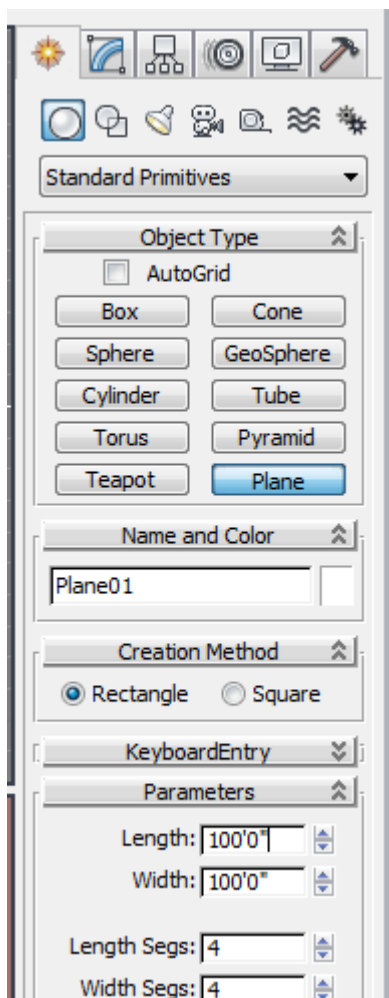 Standard Primitives
Object Type
AutoGrid
Box Cone
Sphere GeoSphere
Cylinder Tube
Torus Pyramid
Teapot Plane
Name and Color
Plane01
Creation Method
Rectangle Square
KeyboardEntry
Parameters
Length: 100'0"
Width: 100'0"
Length Segs: 4
Width Segs: 4